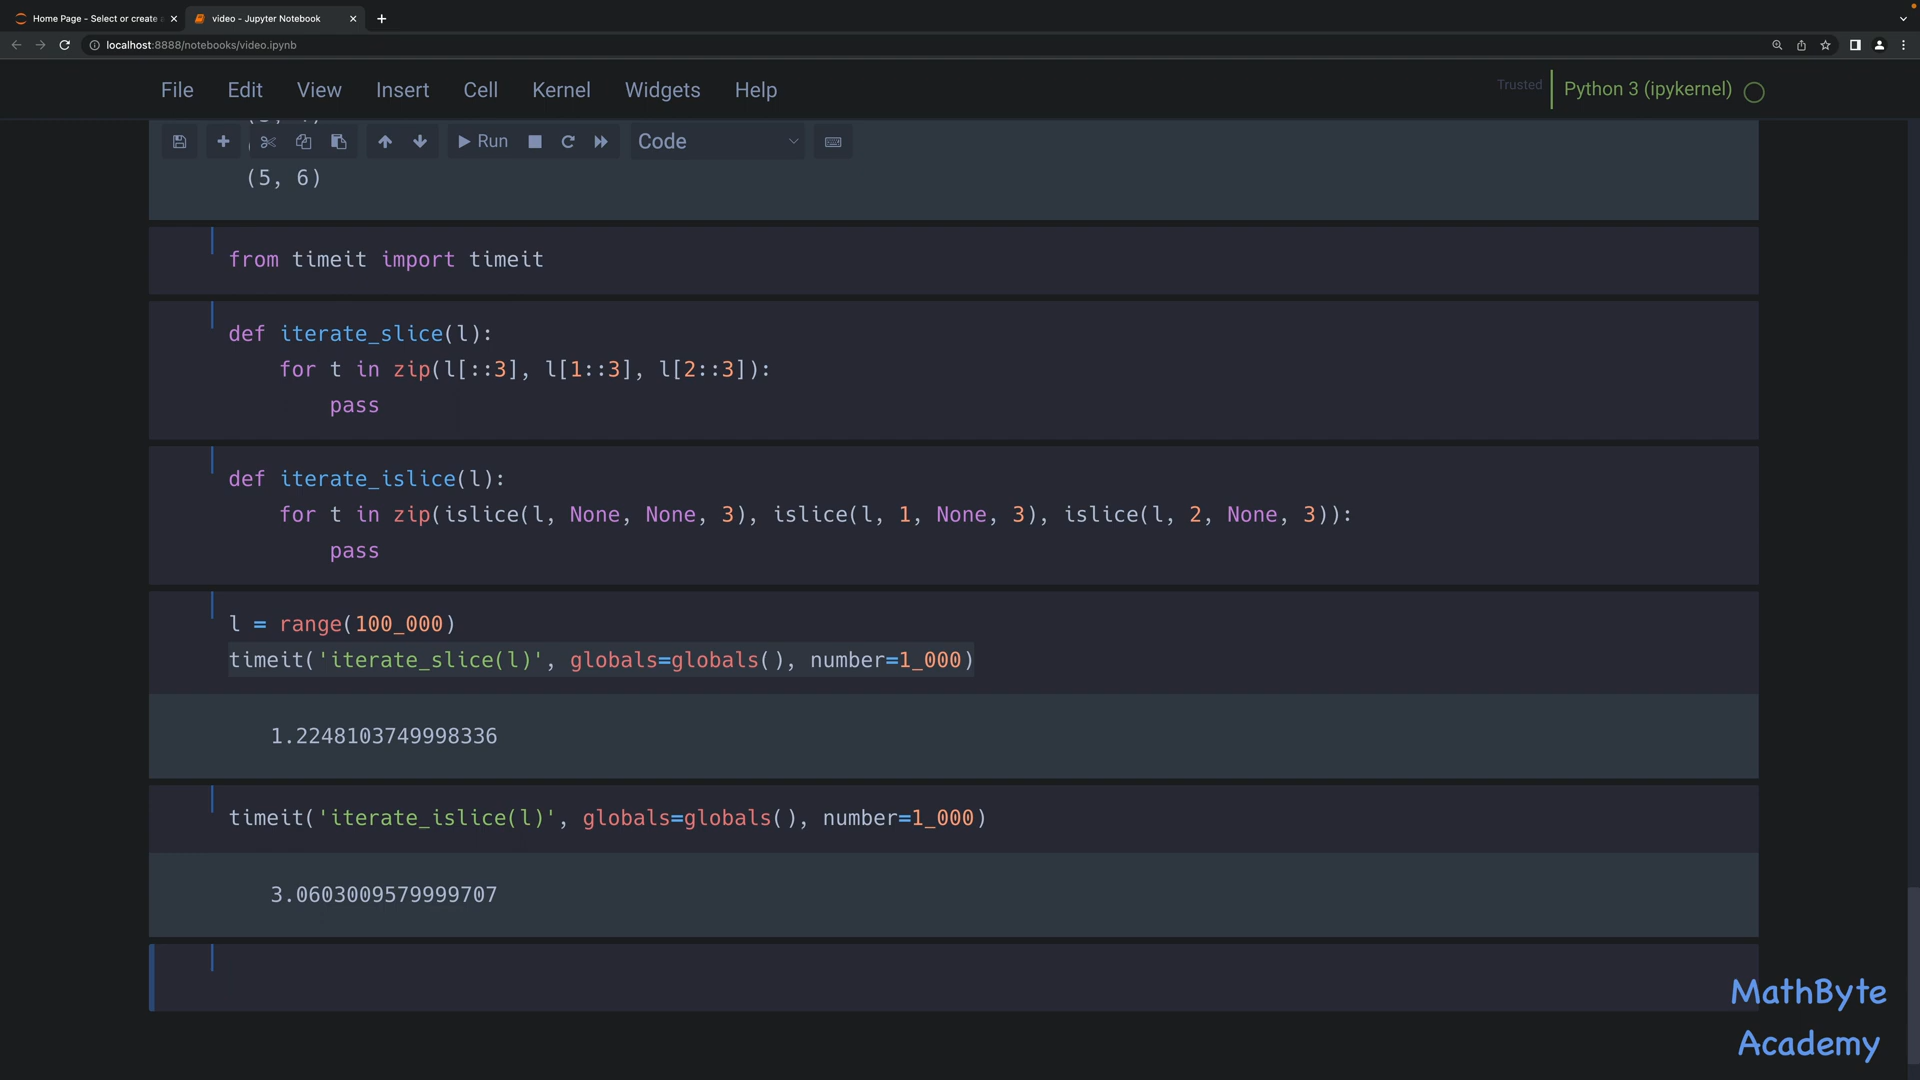 Home Page - Select or create a
video - Jupyter Notebook
localhost:8888/notebooks/video.ipynb
File Edit View Insert Cell Kernel Widgets Help
Trusted
Python 3 (ipykernel)
Run
Code
(5, 6)
from timeit import timeit
def iterate_slice(l):
    for t in zip(l[::3], l[1::3], l[2::3]):
        pass
def iterate_islice(l):
    for t in zip(islice(l, None, None, 3), islice(l, 1, None, 3), islice(l, 2, None, 3)):
        pass
l = range(100_000)
timeit('iterate_slice(l)', globals=globals(), number=1_000)
1.2248103749998336
timeit('iterate_islice(l)', globals=globals(), number=1_000)
3.0603009579999707
MathByte
Academy